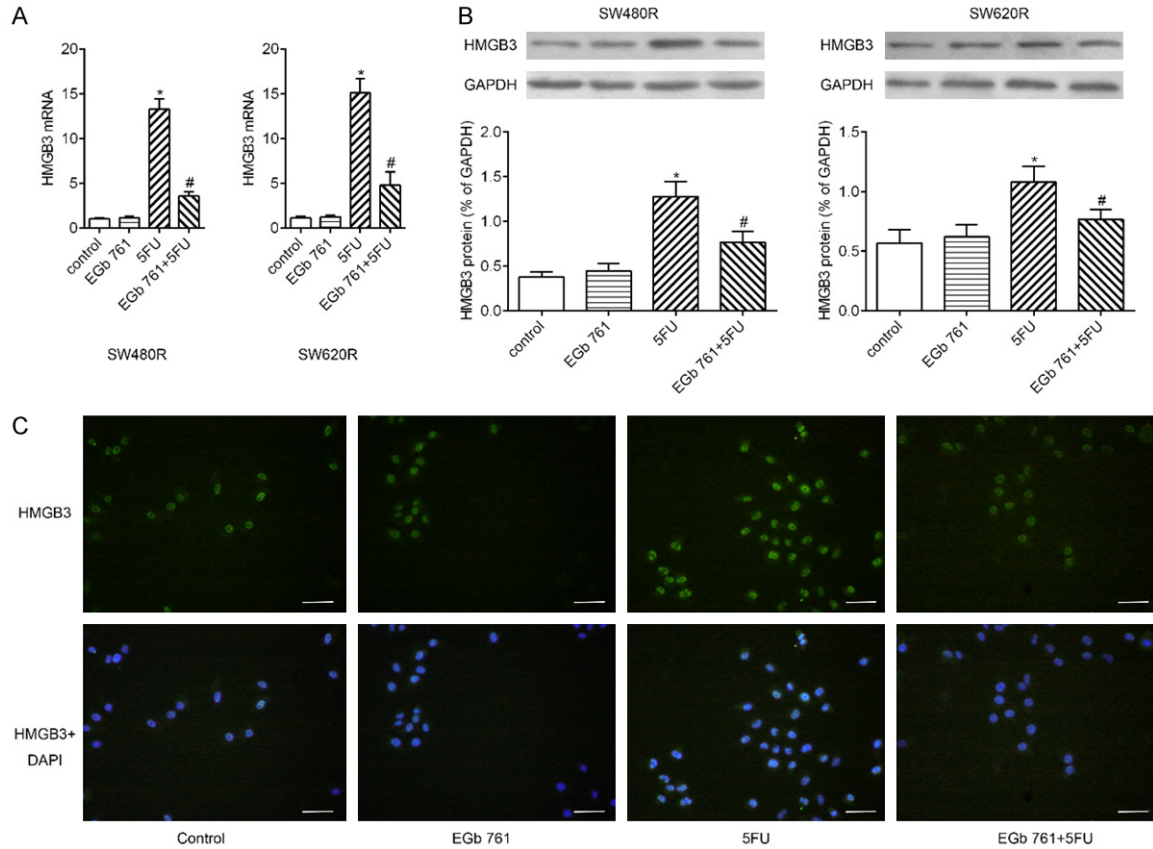 A
HMGB3 mRNA
20
15
10
5
0
*
#
control
EGb 761
5FU
EGb 761+5FU
SW480R
HMGB3 mRNA
20
15
10
5
0
*
#
control
EGb 761
5FU
EGb 761+5FU
SW620R
B
SW480R
HMGB3
GAPDH
HMGB3 protein (% of GAPDH)
2.0
1.5
1.0
0.5
0.0
*
#
control
EGb 761
5FU
EGb 761+5FU
SW620R
HMGB3
GAPDH
HMGB3 protein (% of GAPDH)
1.5
1.0
0.5
0.0
*
#
control
EGb 761
5FU
EGb 761+5FU
C
HMGB3
HMGB3+
DAPI
Control
EGb 761
5FU
EGb 761+5FU